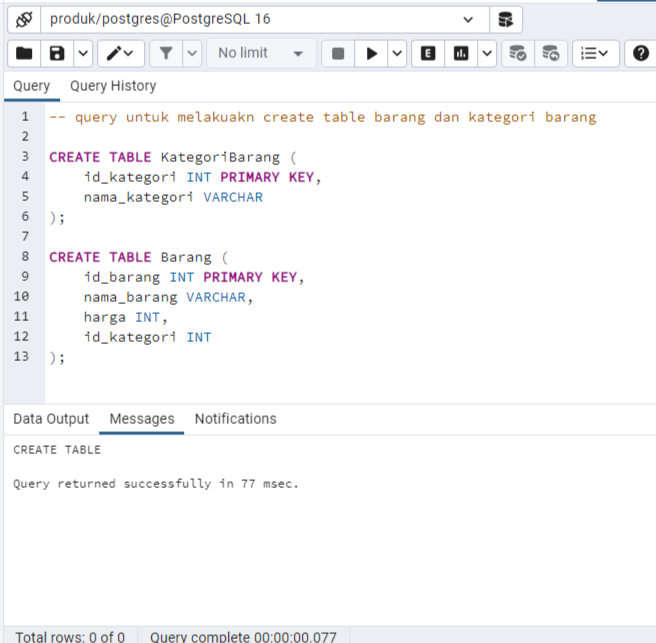 produk/postgres@PostgreSQL 16
No limit
E
Query Query History
1 -- query untuk melakuakn create table barang dan kategori barang
2
3 CREATE TABLE KategoriBarang (
4 id_kategori INT PRIMARY KEY,
5 nama_kategori VARCHAR
6 );
7
8 CREATE TABLE Barang (
9 id_barang INT PRIMARY KEY,
10 nama_barang VARCHAR,
11 harga INT,
12 id_kategori INT
13 );
Data Output Messages Notifications
CREATE TABLE
Query returned successfully in 77 msec.
Total rows: 0 of 0 Query complete 00:00:00.077